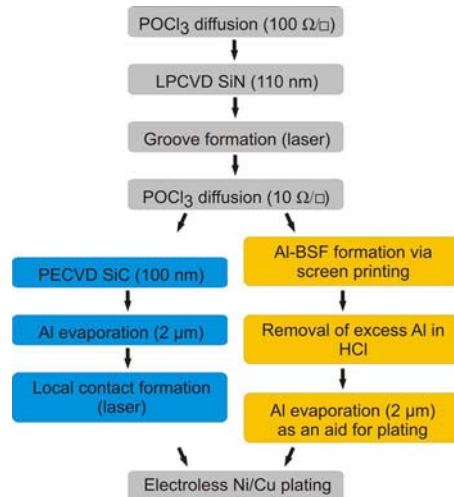 POCl₃ diffusion (100 Ω/□)
LPCVD SiN (110 nm)
Groove formation (laser)
POCl₃ diffusion (10 Ω/□)
PECVD SiC (100 nm)
Al evaporation (2 µm)
Local contact formation
(laser)
Al-BSF formation via
screen printing
Removal of excess Al in
HCl
Al evaporation (2 µm)
as an aid for plating
Electroless Ni/Cu plating